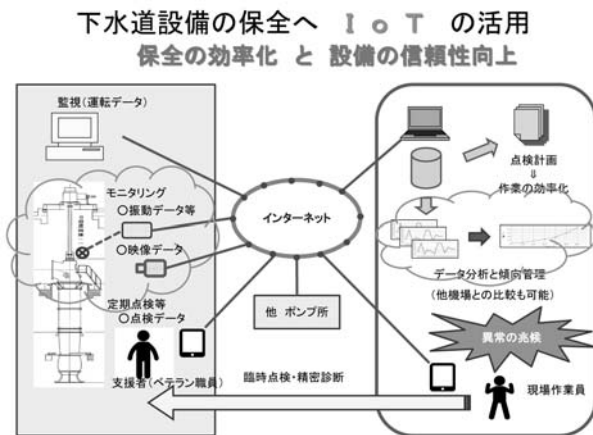 下水道設備の保全へ IoT の活用
保全の効率化 と 設備の信頼性向上
監視(運転データ)
モニタリング
〇振動データ等
〇映像データ
定期点検等
〇点検データ
支援者(ベテラン職員)
インターネット
他 ポンプ所
臨時点検・精密診断
点検計画
⇓
作業の効率化
データ分析と傾向管理
(他機場との比較も可能)
異常の兆候
現場作業員